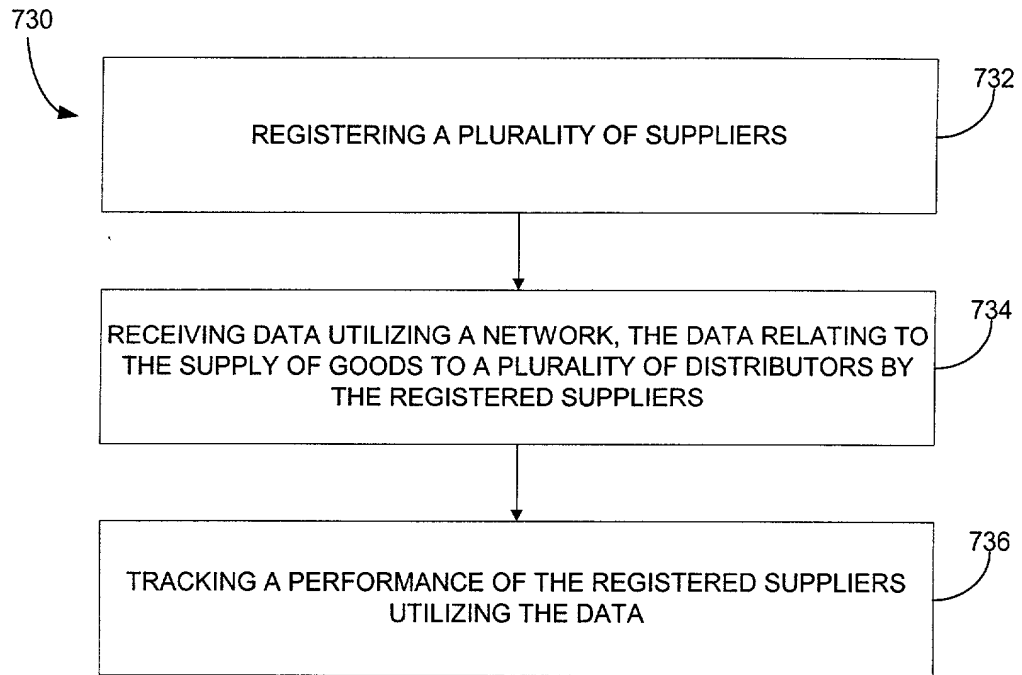 730
732
REGISTERING A PLURALITY OF SUPPLIERS
734
RECEIVING DATA UTILIZING A NETWORK, THE DATA RELATING TO
THE SUPPLY OF GOODS TO A PLURALITY OF DISTRIBUTORS BY
THE REGISTERED SUPPLIERS
736
TRACKING A PERFORMANCE OF THE REGISTERED SUPPLIERS
UTILIZING THE DATA